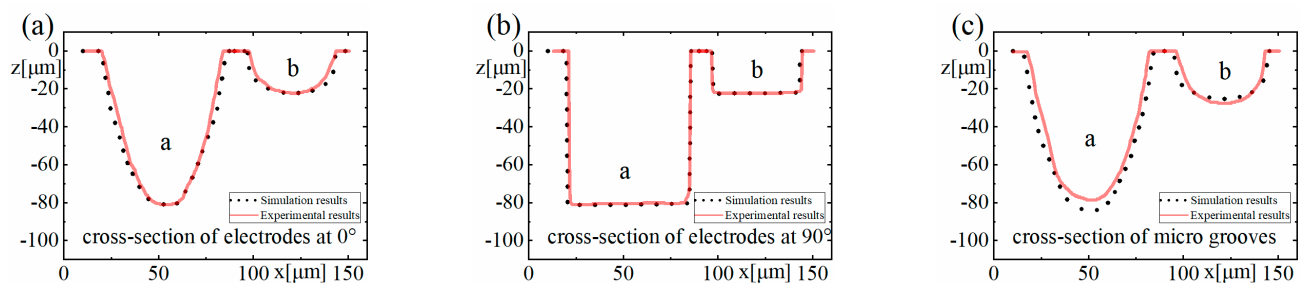 (a)
0
z[μm]
-20
-40
-60
-80
-100
a
b
Simulation results
Experimental results
cross-section of electrodes at 0°
0
50
100
x[μm]
150
(b)
0
z[μm]
-20
-40
-60
-80
-100
a
b
Simulation results
Experimental results
cross-section of electrodes at 90°
0
50
100
x[μm]
150
(c)
0
z[μm]
-20
-40
-60
-80
-100
a
b
Simulation results
Experimental results
cross-section of micro grooves
0
50
100
x[μm]
150